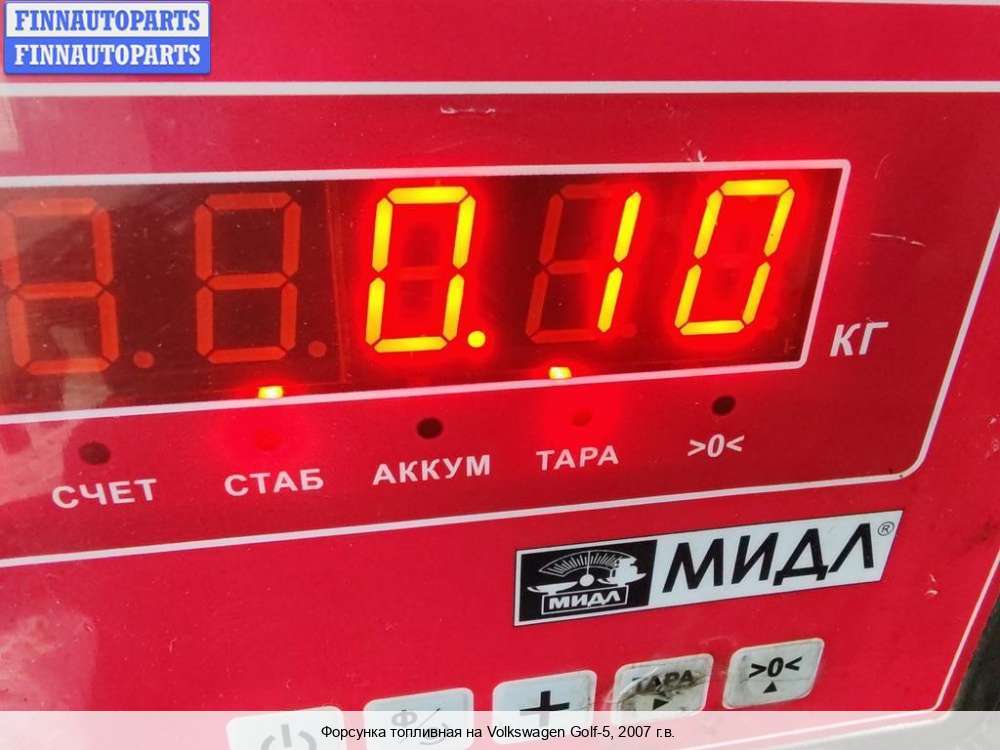 FINNAUTOPARTS
FINNAUTOPARTS
0.10
КГ
СЧЕТ СТАБ АККУМ ТАРА >0<
МИДЛ МИДЛ®
+ ТАРА >0<
Форсунка топливная на Volkswagen Golf-5, 2007 г.в.